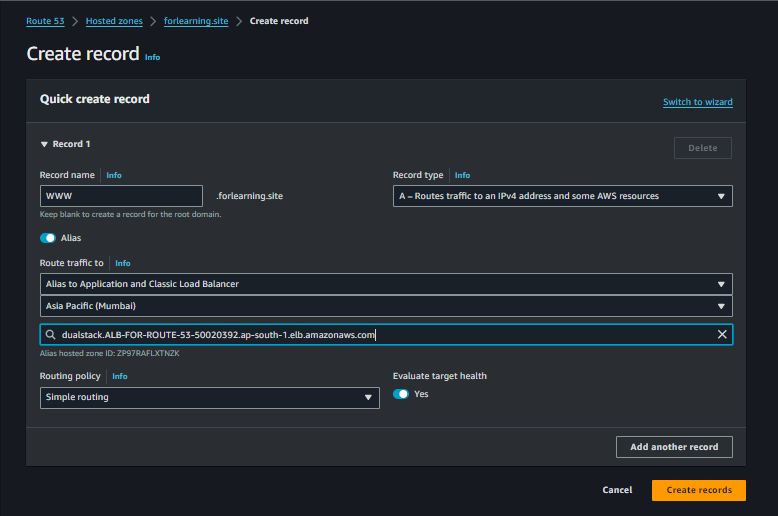 Route 53 > Hosted zones > forlearning.site > Create record
Create record Info
Quick create record
Switch to wizard
Record 1
Delete
Record name Info
Record type Info
WWW
.forlearning.site
A – Routes traffic to an IPv4 address and some AWS resources
Keep blank to create a record for the root domain.
Alias
Route traffic to Info
Alias to Application and Classic Load Balancer
Asia Pacific (Mumbai)
dualstack.ALB-FOR-ROUTE-53-50020392.ap-south-1.elb.amazonaws.com
Alias hosted zone ID: ZP97RAFLXTNZK
Routing policy Info
Evaluate target health
Simple routing
Yes
Add another record
Cancel
Create records